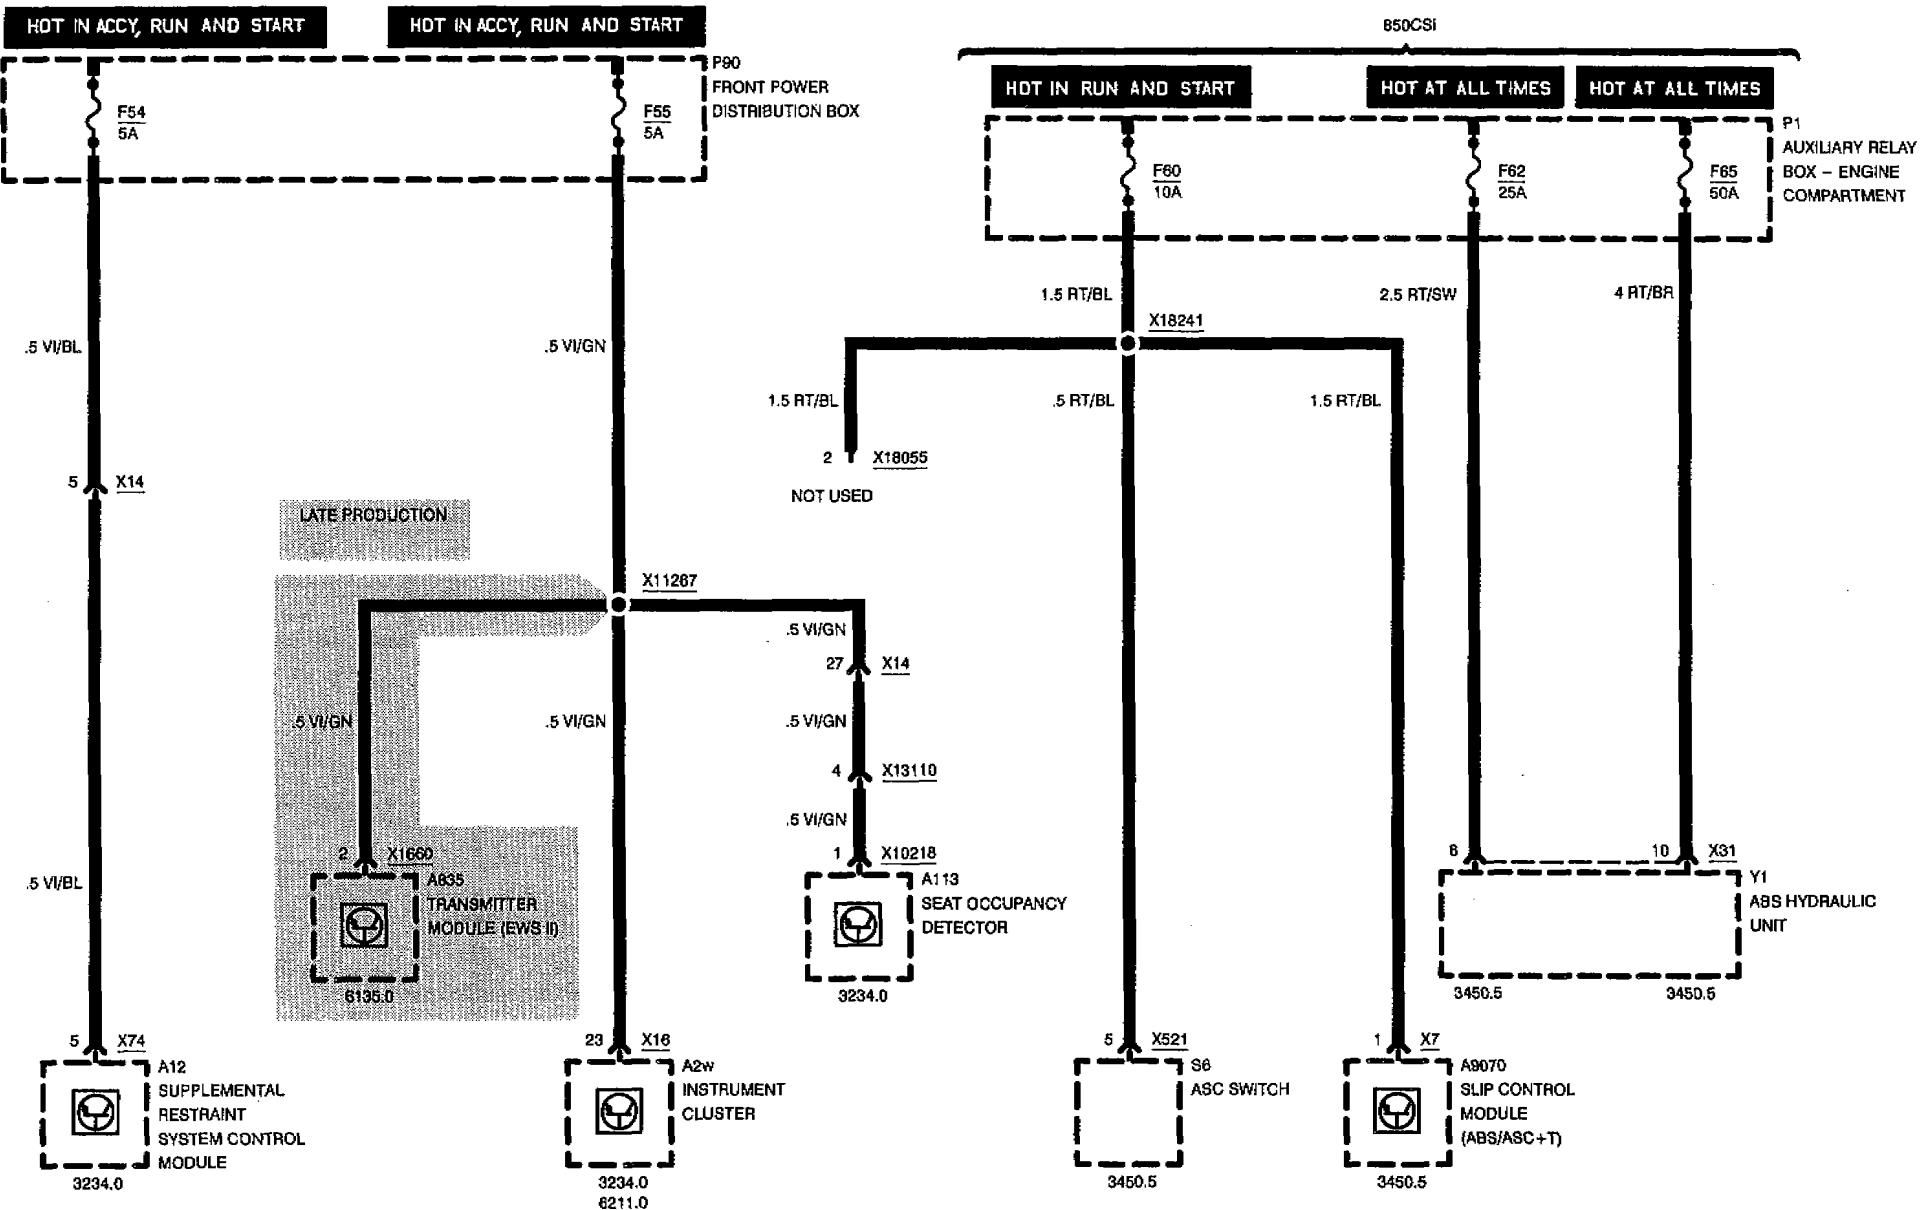 HOT IN ACCY, RUN AND START
HOT IN ACCY, RUN AND START
850CSi
HOT IN RUN AND START
HOT AT ALL TIMES
HOT AT ALL TIMES
P90
FRONT POWER
DISTRIBUTION BOX
F54
5A
F55
5A
P1
AUXILIARY RELAY
BOX – ENGINE
COMPARTMENT
F60
10A
F62
25A
F65
50A
1.5 RT/BL
2.5 RT/SW
4 RT/BR
X18241
.5 VI/BL
.5 VI/GN
1.5 RT/BL
.5 RT/BL
1.5 RT/BL
2
X18055
NOT USED
5
X14
LATE PRODUCTION
X11267
.5 VI/GN
27
X14
.5 VI/GN
.5 VI/GN
.5 VI/GN
4
X13110
.5 VI/GN
2
X1660
1
X10218
8
10
X31
.5 VI/BL
A835
TRANSMITTER
MODULE (EWS II)
6135.0
A113
SEAT OCCUPANCY
DETECTOR
3234.0
Y1
ABS HYDRAULIC
UNIT
3450.5
3450.5
5
X74
23
X16
5
X521
1
X7
A12
SUPPLEMENTAL
RESTRAINT
SYSTEM CONTROL
MODULE
3234.0
A2w
INSTRUMENT
CLUSTER
3234.0
6211.0
S6
ASC SWITCH
3450.5
A9070
SLIP CONTROL
MODULE
(ABS/ASC+T)
3450.5